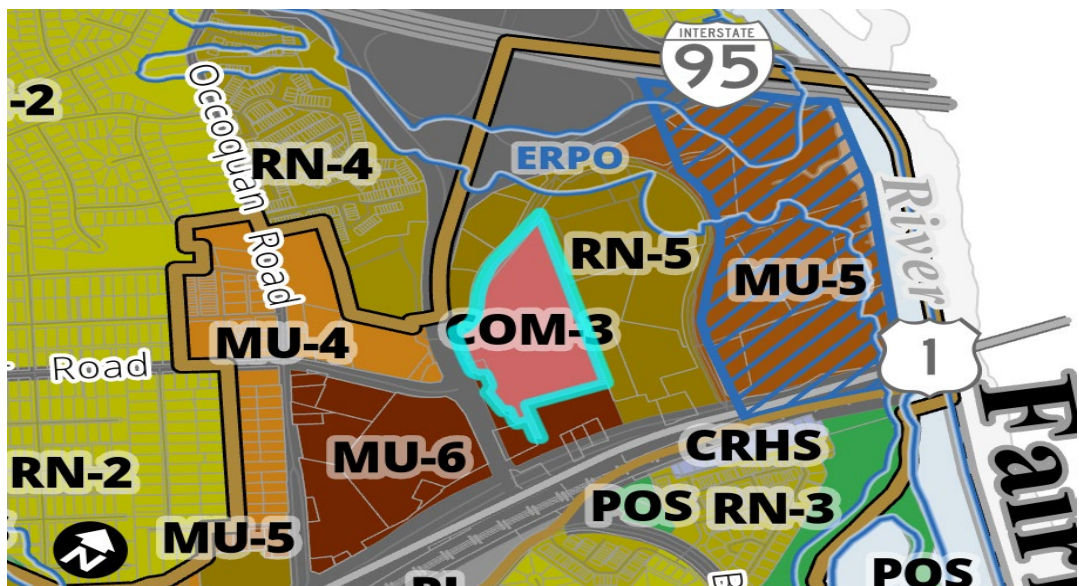 INTERSTATE
95
-2
Occoquan Road
RN-4
ERPO
River
RN-5
MU-5
COM-3
MU-4
1
Road
MU-6
CRHS
RN-2
POS
RN-3
N
MU-5
POS